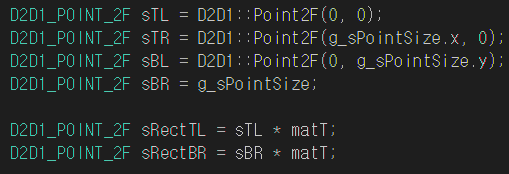 D2D1_POINT_2F sTL = D2D1::Point2F(0, 0);
D2D1_POINT_2F sTR = D2D1::Point2F(g_sPointSize.x, 0);
D2D1_POINT_2F sBL = D2D1::Point2F(0, g_sPointSize.y);
D2D1_POINT_2F sBR = g_sPointSize;
D2D1_POINT_2F sRectTL = sTL * matT;
D2D1_POINT_2F sRectBR = sBR * matT;